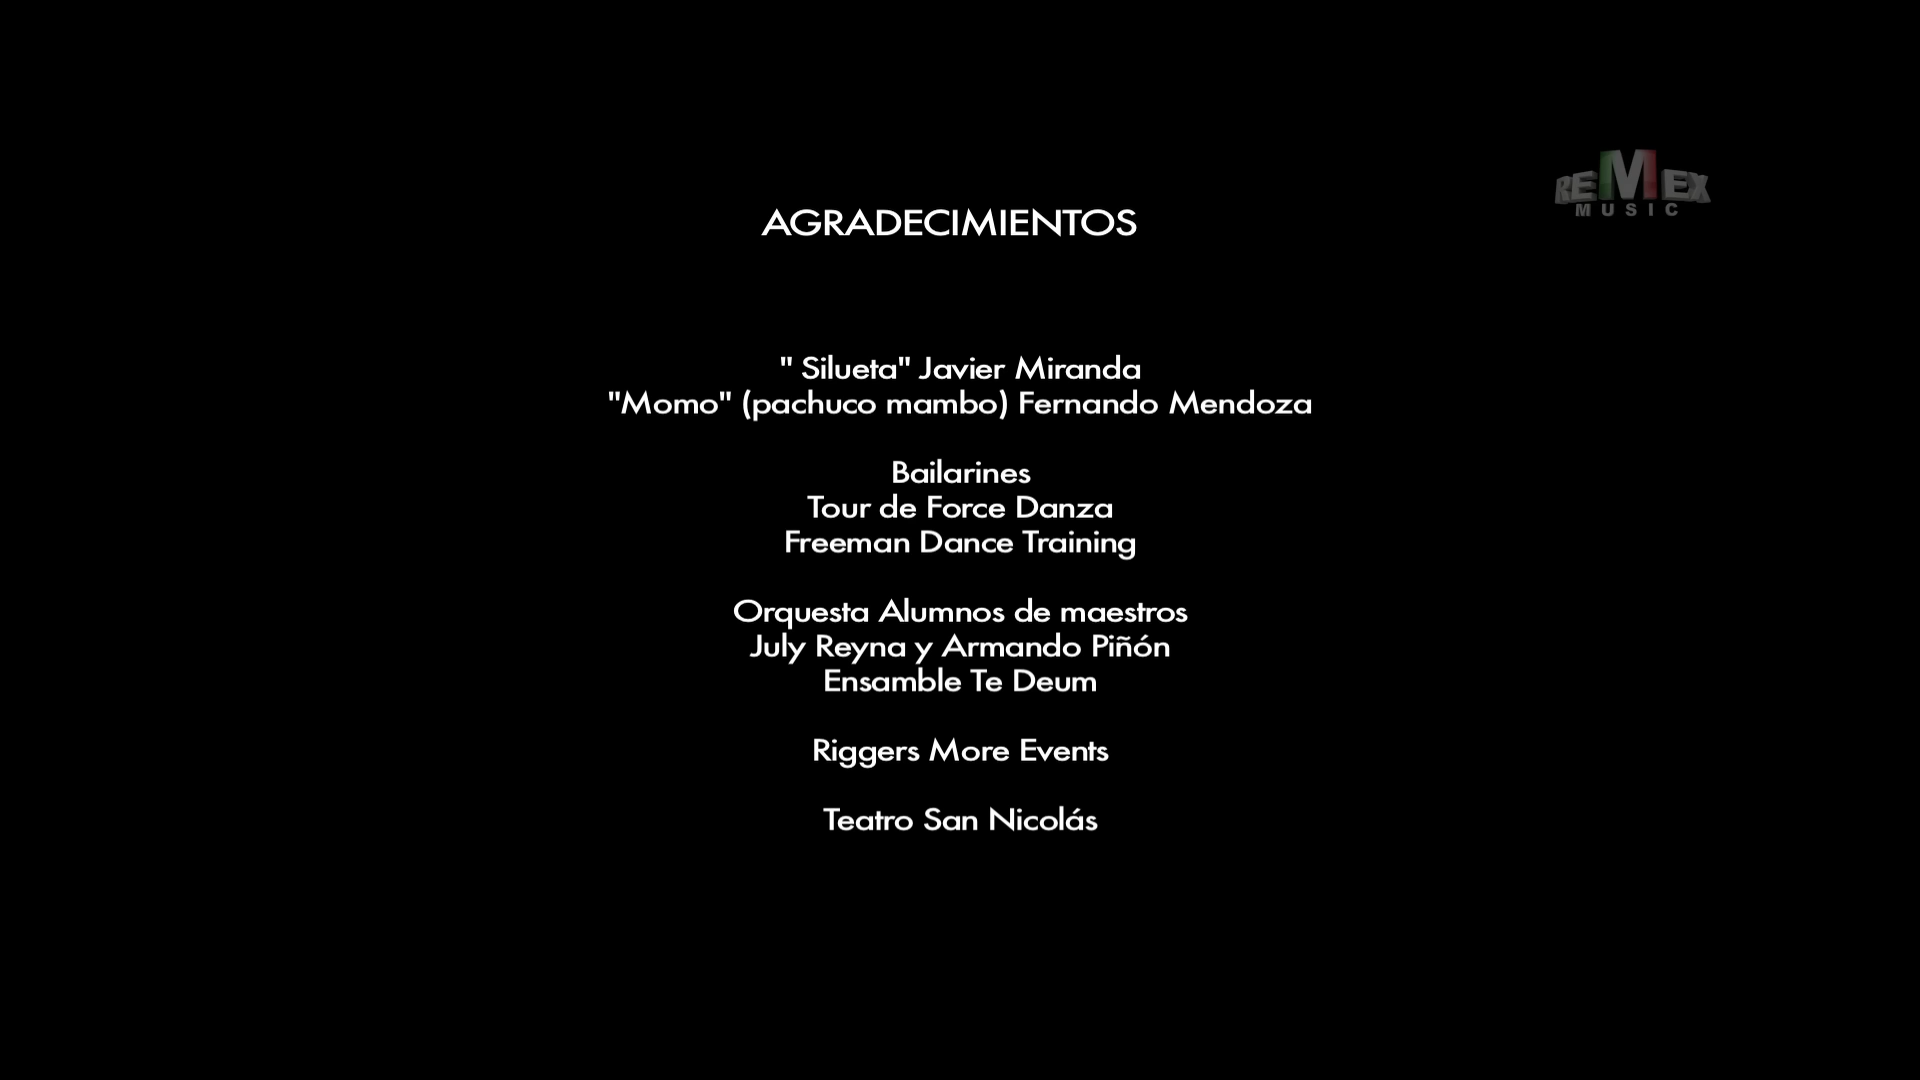 REMEX
MUSIC
AGRADECIMIENTOS
" Silueta" Javier Miranda
"Momo" (pachuco mambo) Fernando Mendoza
Bailarines
Tour de Force Danza
Freeman Dance Training
Orquesta Alumnos de maestros
July Reyna y Armando Piñón
Ensamble Te Deum
Riggers More Events
Teatro San Nicolás